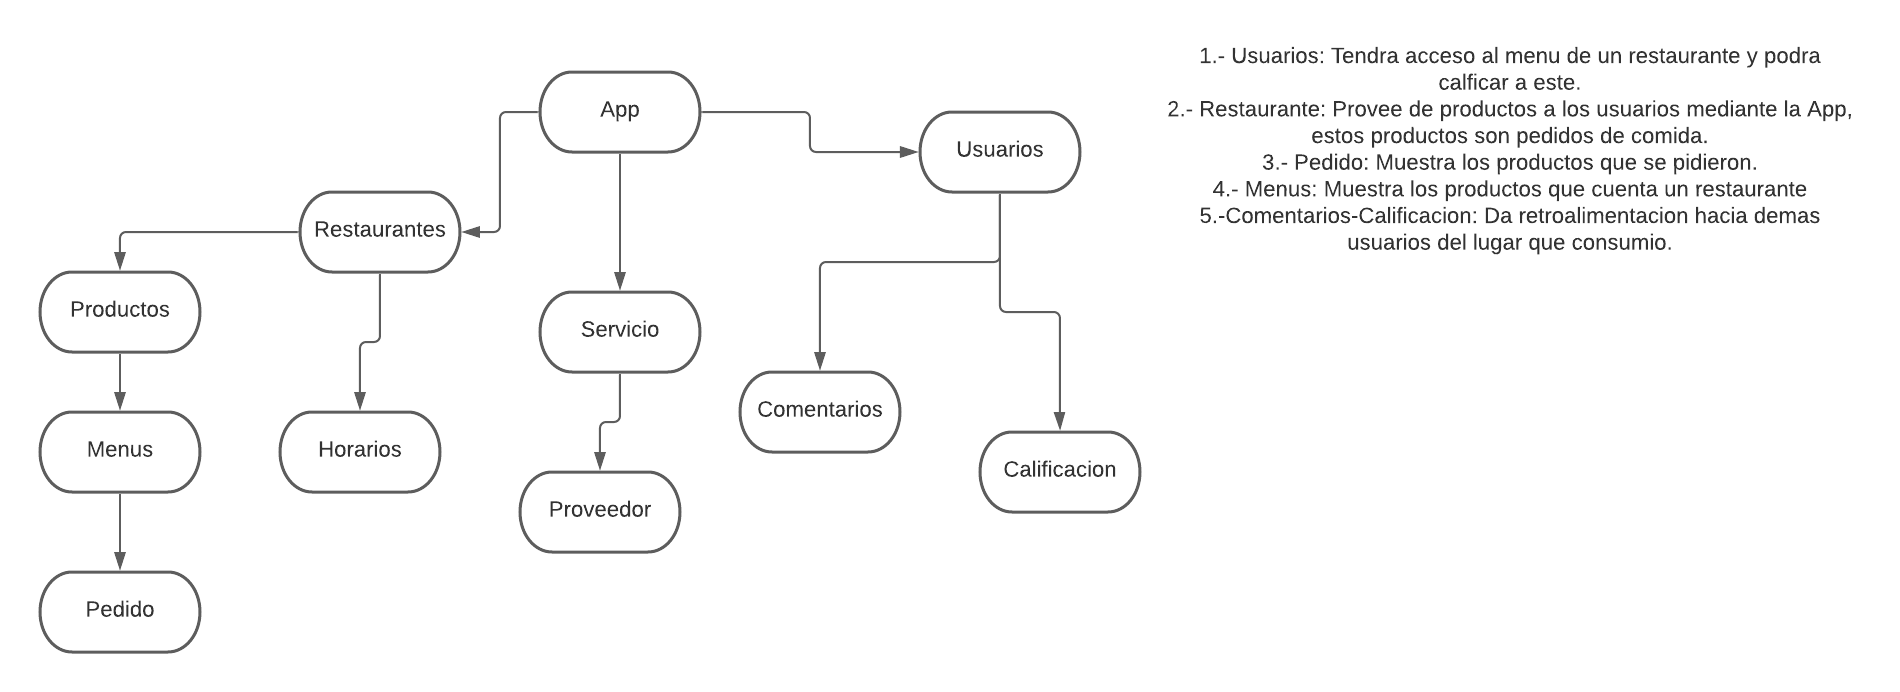 App
Usuarios
Restaurantes
Productos
Servicio
Comentarios
Menus
Horarios
Calificacion
Proveedor
Pedido
1.- Usuarios: Tendra acceso al menu de un restaurante y podra
calficar a este.
2.- Restaurante: Provee de productos a los usuarios mediante la App,
estos productos son pedidos de comida.
3.- Pedido: Muestra los productos que se pidieron.
4.- Menus: Muestra los productos que cuenta un restaurante
5.-Comentarios-Calificacion: Da retroalimentacion hacia demas
usuarios del lugar que consumio.